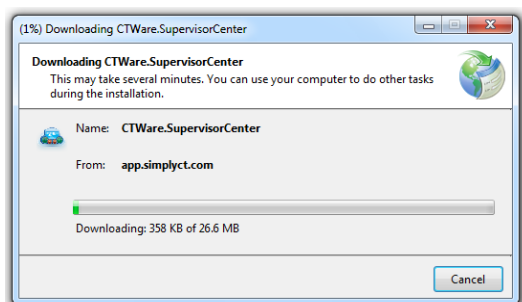 (1%) Downloading CTWare.SupervisorCenter
Downloading CTWare.SupervisorCenter
This may take several minutes. You can use your computer to do other tasks
during the installation.
Name: CTWare.SupervisorCenter
From: app.simplyct.com
Downloading: 358 KB of 26.6 MB
Cancel